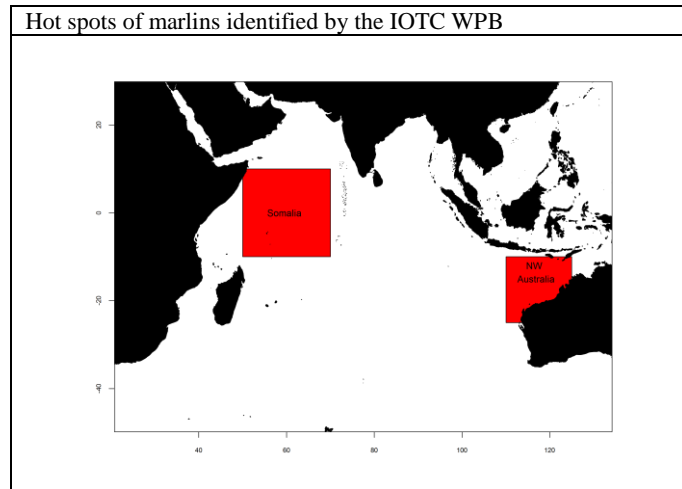 Hot spots of marlins identified by the IOTC WPB
20
0
-20
-40
Somalia
NW
Australia
40
60
80
100
120